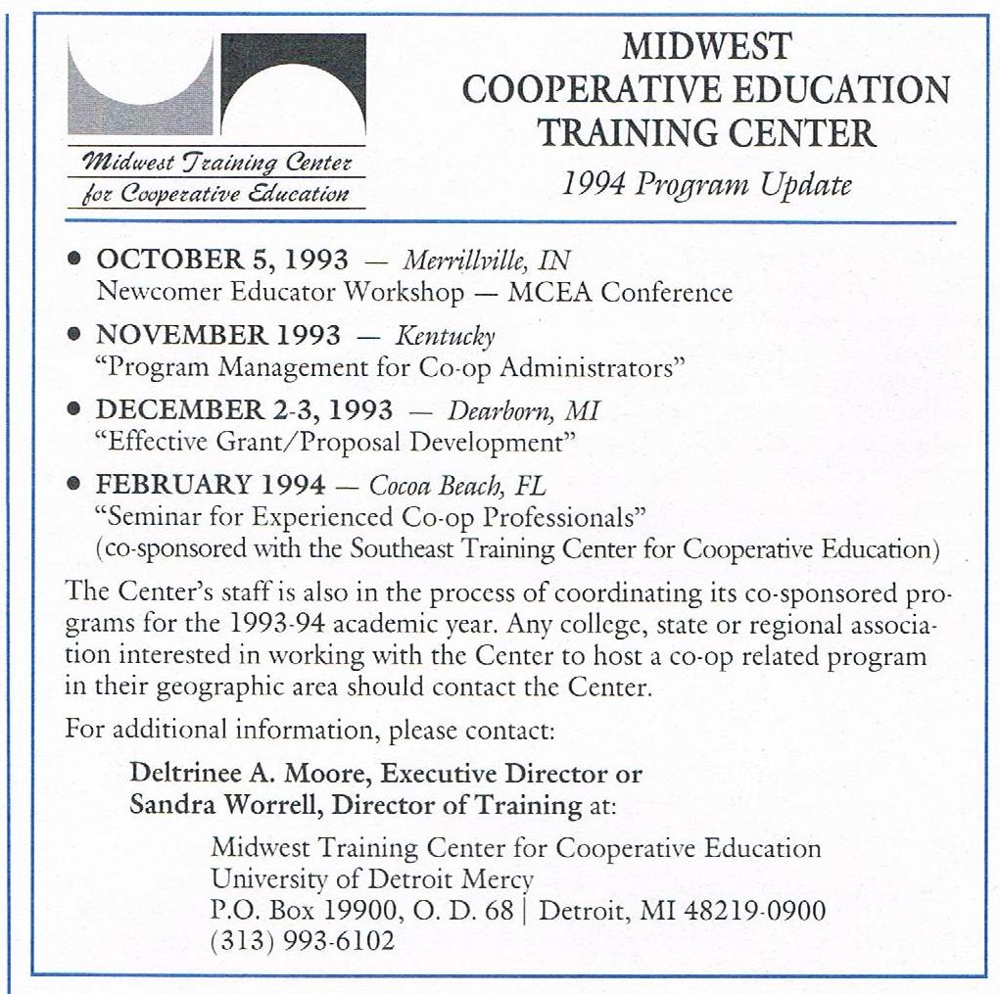 Midwest Training Center
for Cooperative Education
MIDWEST
COOPERATIVE EDUCATION
TRAINING CENTER
1994 Program Update
• OCTOBER 5, 1993 — Merrillville, IN
Newcomer Educator Workshop — MCEA Conference
• NOVEMBER 1993 — Kentucky
“Program Management for Co-op Administrators”
• DECEMBER 2-3, 1993 — Dearborn, MI
“Effective Grant/Proposal Development”
• FEBRUARY 1994 — Cocoa Beach, FL
“Seminar for Experienced Co-op Professionals”
(co-sponsored with the Southeast Training Center for Cooperative Education)
The Center’s staff is also in the process of coordinating its co-sponsored pro-
grams for the 1993-94 academic year. Any college, state or regional associa-
tion interested in working with the Center to host a co-op related program
in their geographic area should contact the Center.
For additional information, please contact:
Deltrinee A. Moore, Executive Director or
Sandra Worrell, Director of Training at:
Midwest Training Center for Cooperative Education
University of Detroit Mercy
P.O. Box 19900, O. D. 68 | Detroit, MI 48219-0900
(313) 993-6102